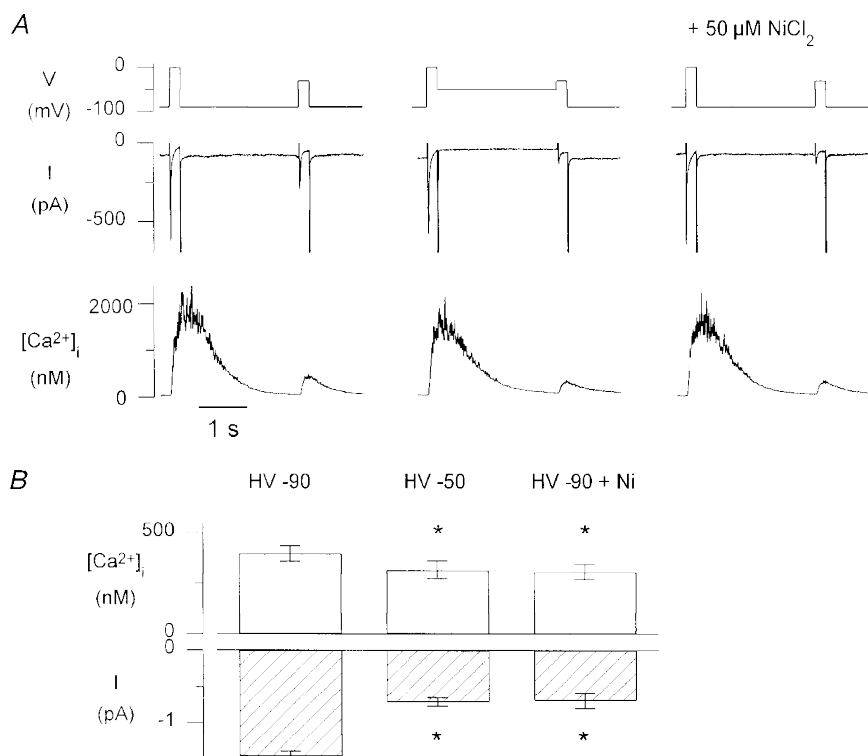 A
+ 50 µM NiCl2
V
(mV)
0
-100
I
(pA)
0
-500
[Ca2+]i
(nM)
2000
0
1 s
B
HV -90
HV -50
HV -90 + Ni
[Ca2+]i
(nM)
500
* *
0
0
I
(pA)
-1
* *